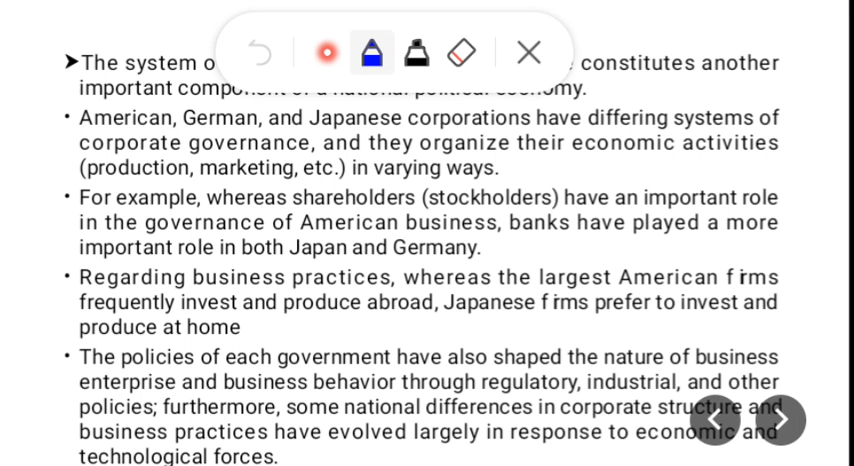 ➤The system o constitutes another
important component of a national political economy.
• American, German, and Japanese corporations have differing systems of
corporate governance, and they organize their economic activities
(production, marketing, etc.) in varying ways.
• For example, whereas shareholders (stockholders) have an important role
in the governance of American business, banks have played a more
important role in both Japan and Germany.
• Regarding business practices, whereas the largest American firms
frequently invest and produce abroad, Japanese firms prefer to invest and
produce at home
• The policies of each government have also shaped the nature of business
enterprise and business behavior through regulatory, industrial, and other
policies; furthermore, some national differences in corporate structure and
business practices have evolved largely in response to economic and
technological forces.